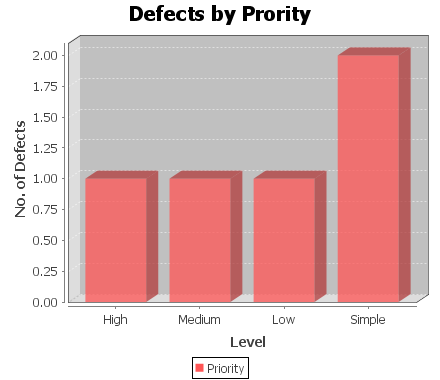 Defects by Prority
2.00
1.75
1.50
1.25
1.00
0.75
0.50
0.25
0.00
No. of Defects
High Medium Low Simple
Level
Priority